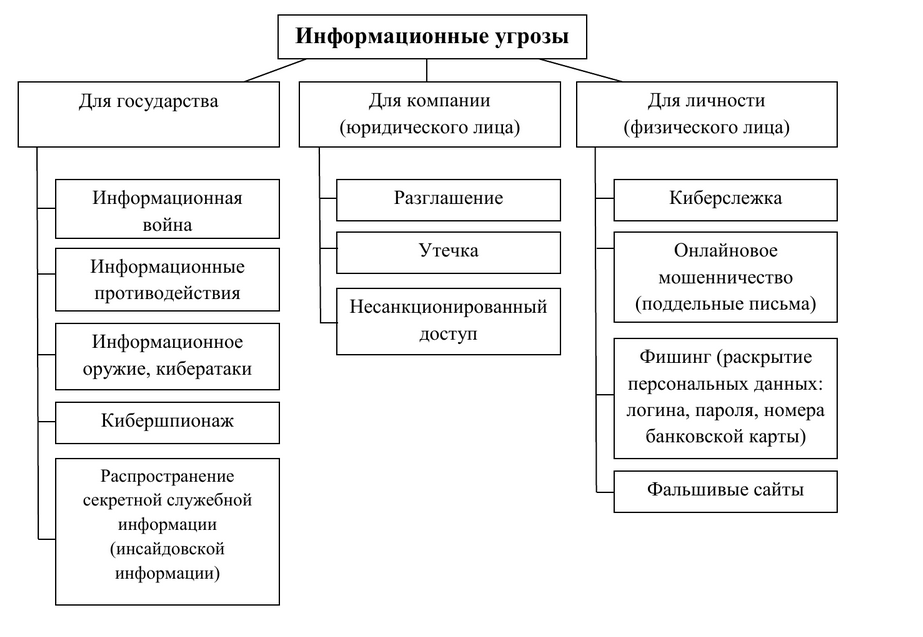 Информационные угрозы
Для государства
Информационная
война
Информационные
противодействия
Информационное
оружие, кибератаки
Кибершпионаж
Распространение
секретной служебной
информации
(инсайдовской
информации)
Для компании
(юридического лица)
Разглашение
Утечка
Несанкционированный
доступ
Для личности
(физического лица)
Киберслежка
Онлайновое
мошенничество
(поддельные письма)
Фишинг (раскрытие
персональных данных:
логина, пароля, номера
банковской карты)
Фальшивые сайты